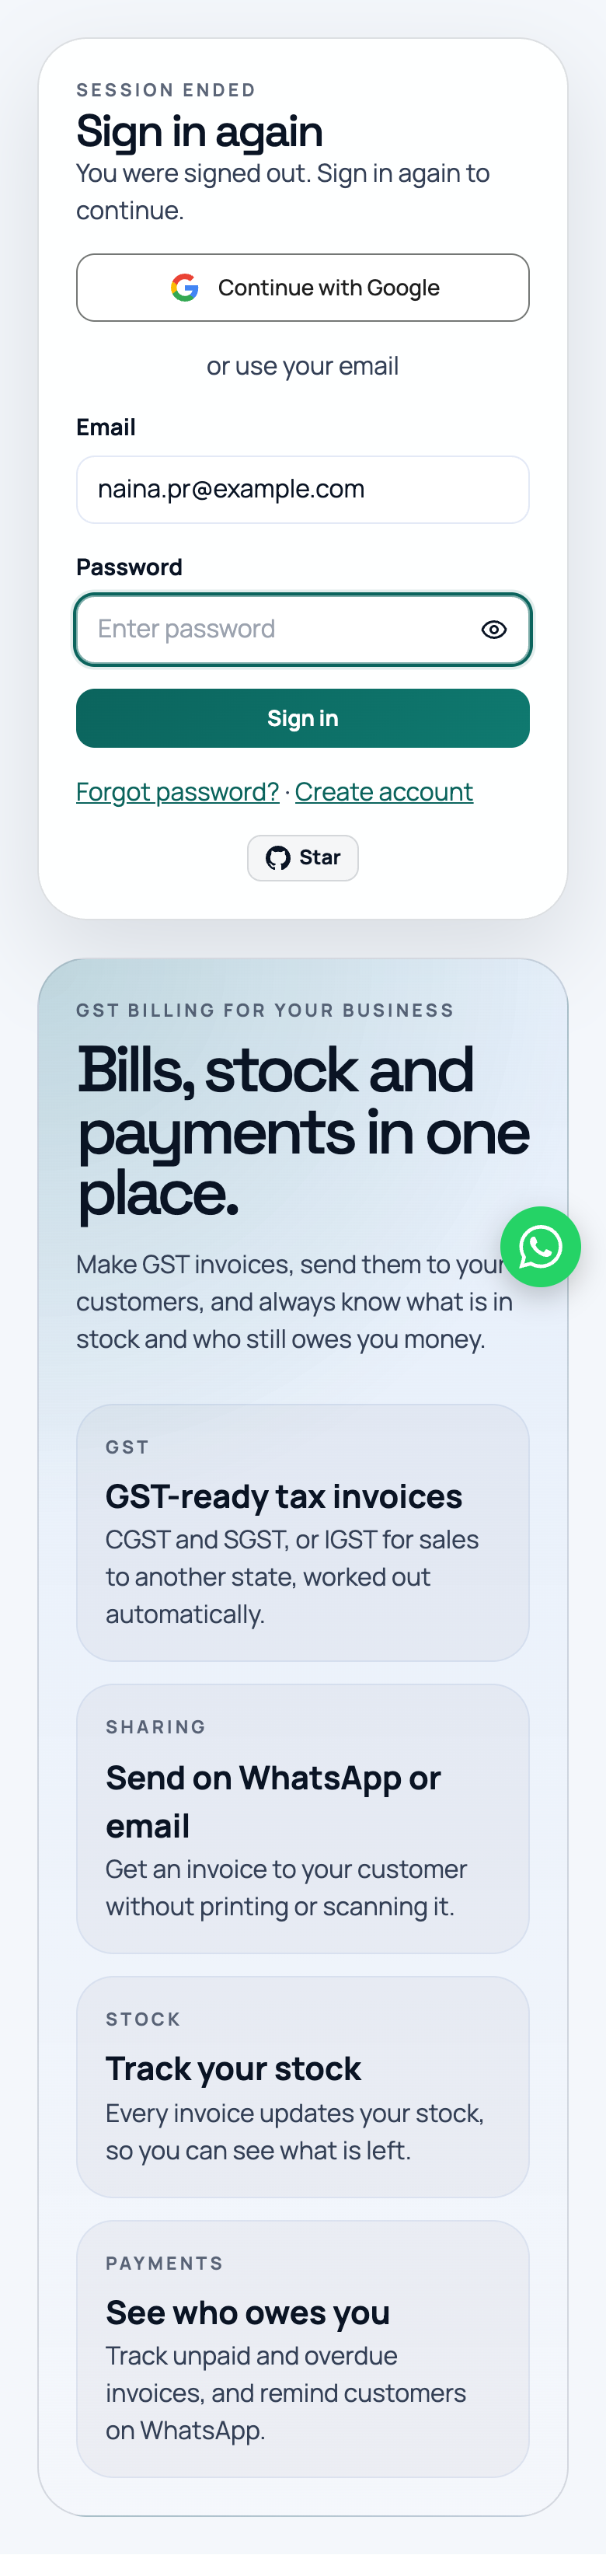 SESSION ENDED
Sign in again
You were signed out. Sign in again to
continue.
Continue with Google
or use your email
Email
naina.pr@example.com
Password
Enter password
Sign in
Forgot password? · Create account
Star
GST BILLING FOR YOUR BUSINESS
Bills, stock and
payments in one
place.
Make GST invoices, send them to your
customers, and always know what is in
stock and who still owes you money.
GST
GST-ready tax invoices
CGST and SGST, or IGST for sales
to another state, worked out
automatically.
SHARING
Send on WhatsApp or
email
Get an invoice to your customer
without printing or scanning it.
STOCK
Track your stock
Every invoice updates your stock,
so you can see what is left.
PAYMENTS
See who owes you
Track unpaid and overdue
invoices, and remind customers
on WhatsApp.